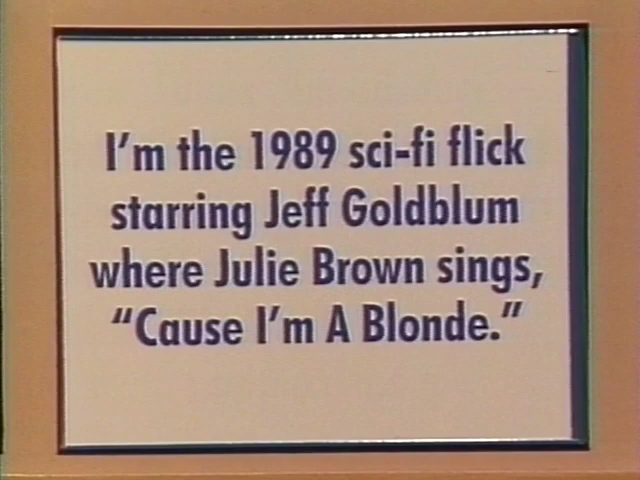 I'm the 1989 sci-fi flick
starring Jeff Goldblum
where Julie Brown sings,
“Cause I'm A Blonde.”